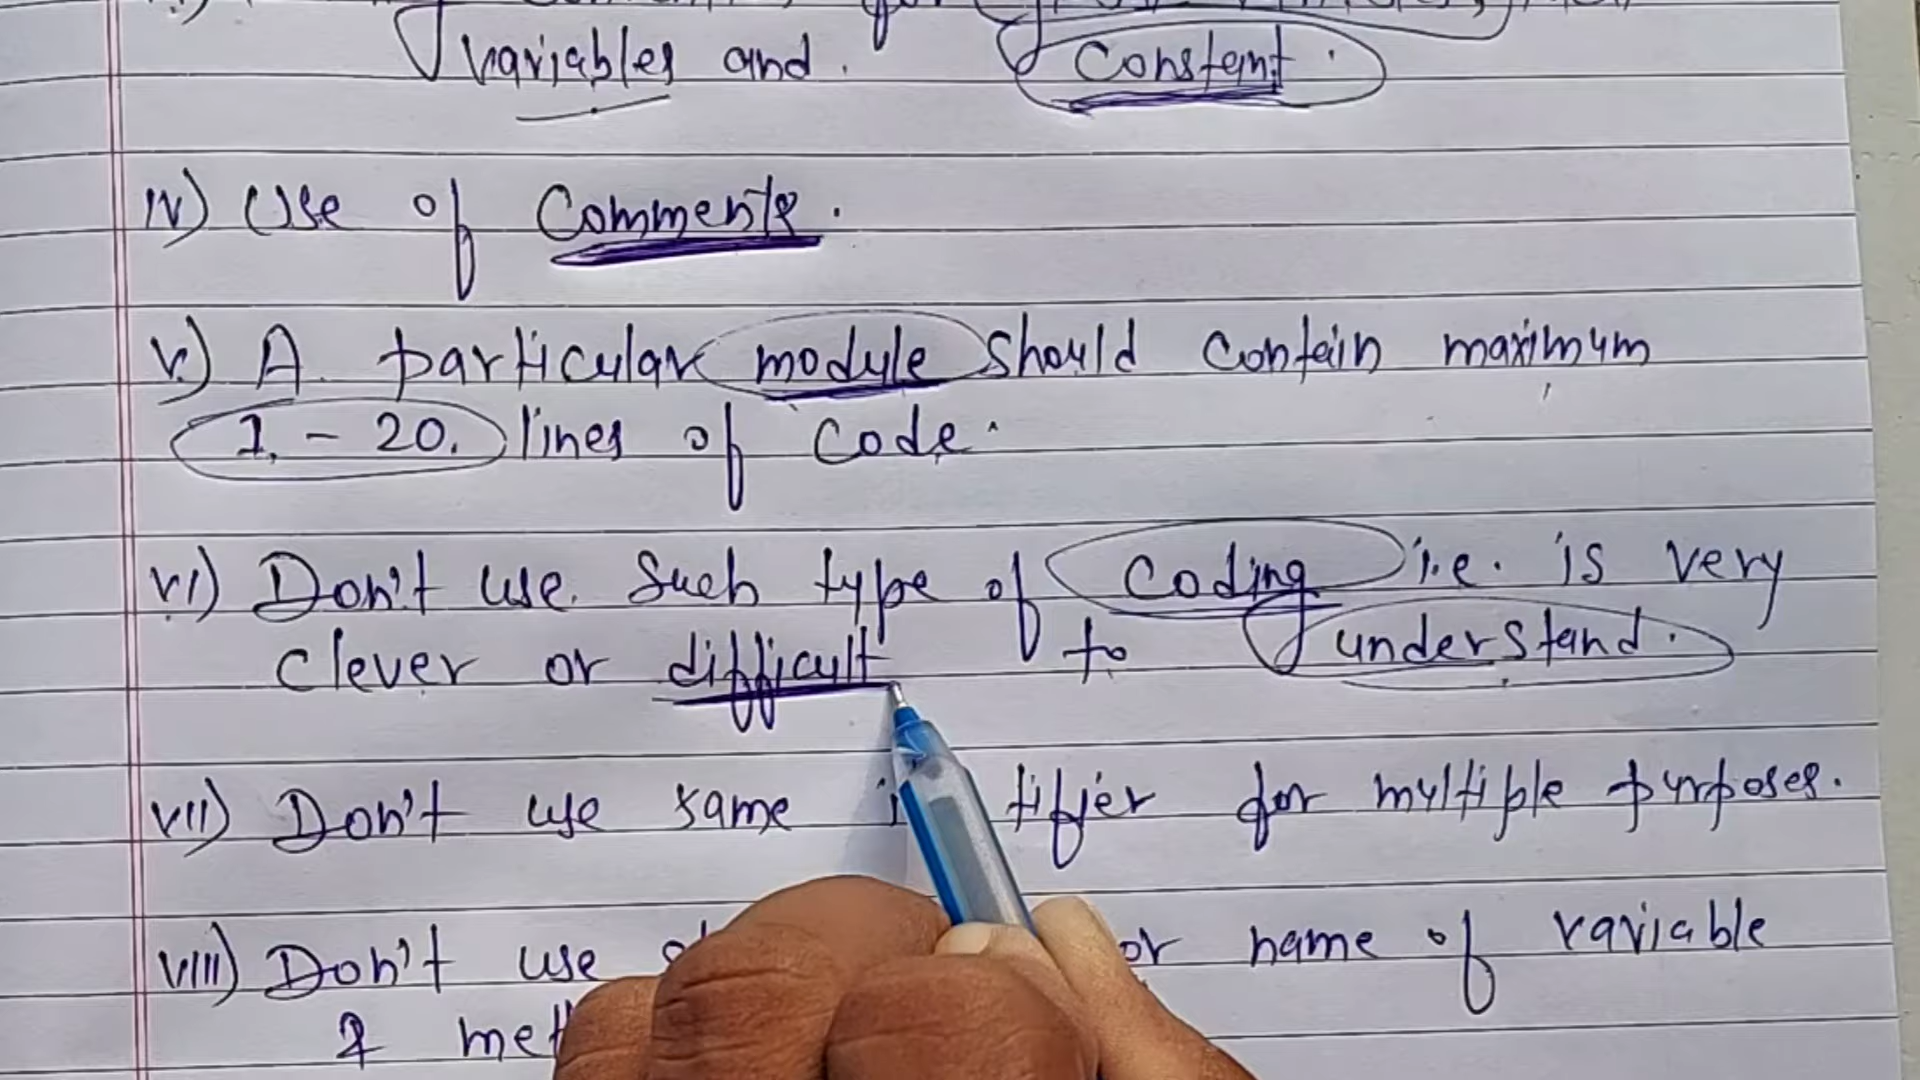 variables and Constant.
iv) Use of Comments.
v.) A particular module should contain maximum
1 - 20. lines of code.
vi) Don't use such type of coding i.e. is very
clever or difficult to understand.
vii) Don't use same for multiple purposes.
viii) Don't use or name of variable
&